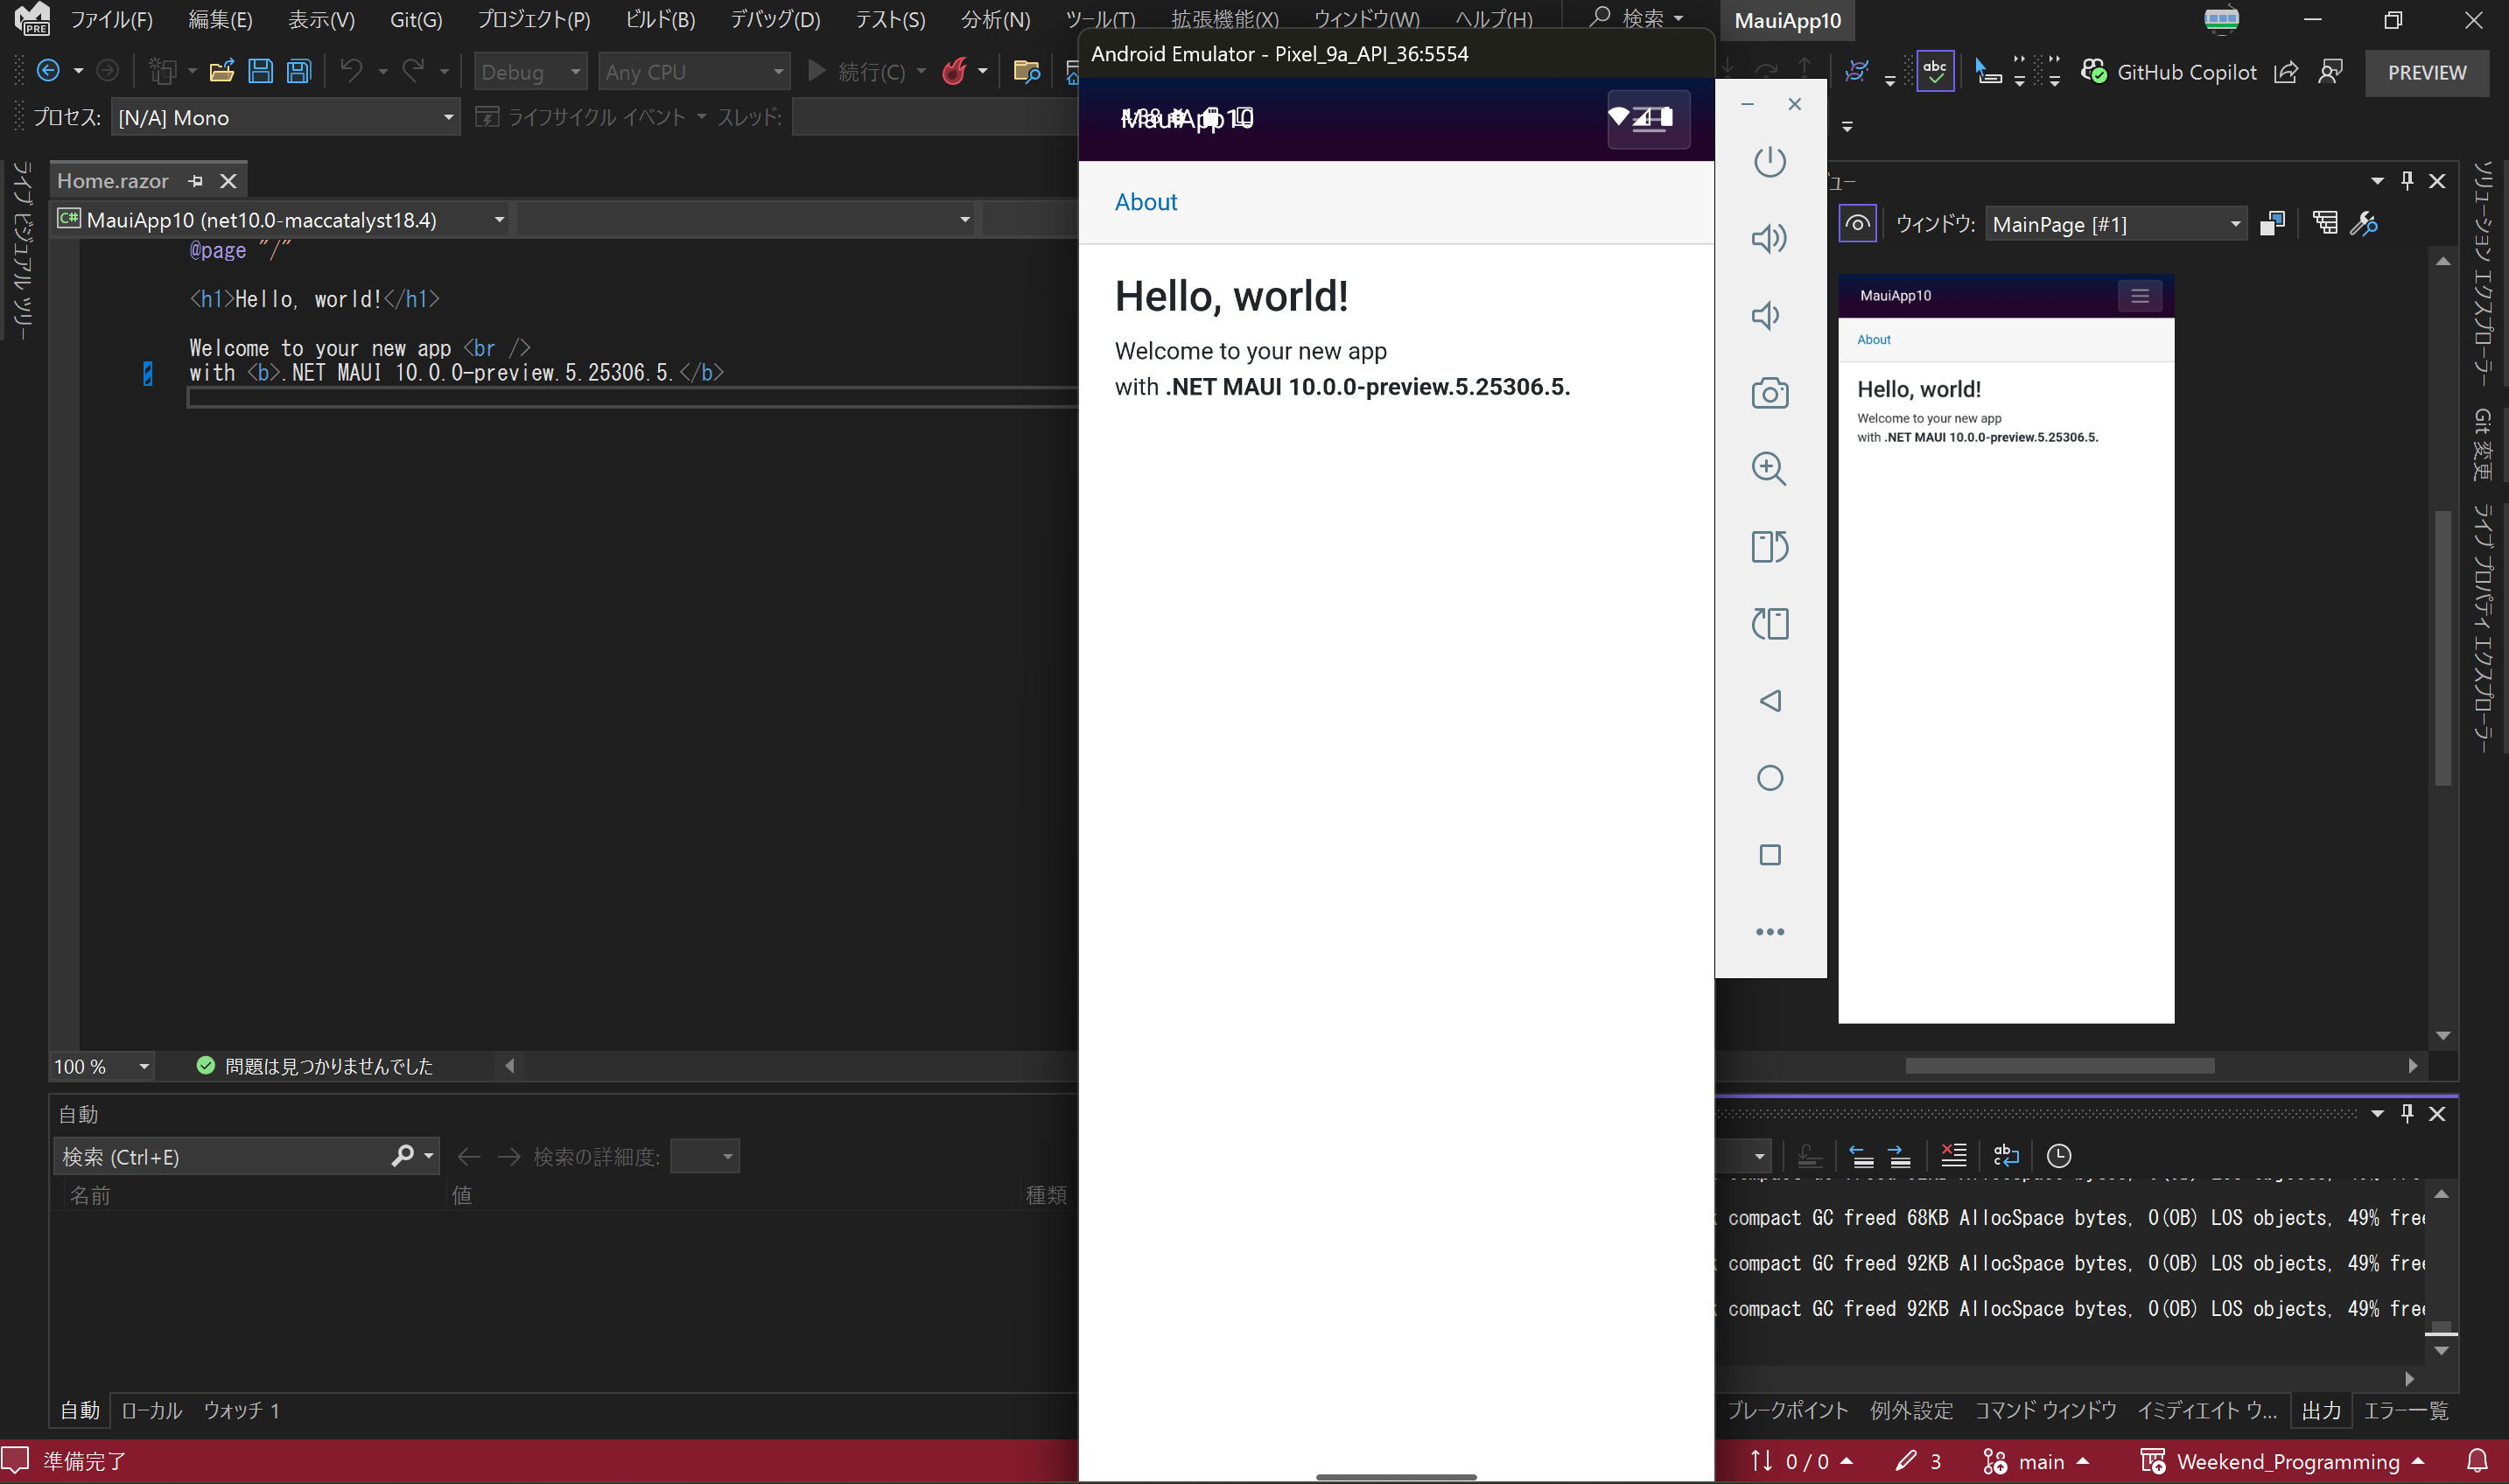 ファイル(F) 編集(E) 表示(V) Git(G) プロジェクト(P) ビルド(B) デバッグ(D) テスト(S) 分析(N) ツール(T) 拡張機能(X) ウィンドウ(W) ヘルプ(H) 検索 MauiApp10
PRE
Debug Any CPU 続行(C)
abc GitHub Copilot PREVIEW
プロセス: [N/A] Mono ライフサイクル イベント スレッド:
ライブ ビジュアル ツリー
Home.razor
C# MauiApp10 (net10.0-maccatalyst18.4)
@page "/"
<h1>Hello, world!</h1>
Welcome to your new app <br />
with <b>.NET MAUI 10.0.0-preview.5.25306.5.</b>
100 % 問題は見つかりませんでした
Android Emulator - Pixel_9a_API_36:5554
MauiApp10
About
Hello, world!
Welcome to your new app
with .NET MAUI 10.0.0-preview.5.25306.5.
ュー
ウィンドウ: MainPage [#1]
MauiApp10
About
Hello, world!
Welcome to your new app
with .NET MAUI 10.0.0-preview.5.25306.5.
ソリューション エクスプローラー
Git 変更
ライブ プロパティ エクスプローラー
自動
検索 (Ctrl+E) 検索の詳細度:
名前 値 種類
自動 ローカル ウォッチ 1
compact GC freed 68KB AllocSpace bytes, 0(0B) LOS objects, 49% free
compact GC freed 92KB AllocSpace bytes, 0(0B) LOS objects, 49% free
compact GC freed 92KB AllocSpace bytes, 0(0B) LOS objects, 49% free
ブレークポイント 例外設定 コマンド ウィンドウ イミディエイト ウ... 出力 エラー一覧
準備完了 0 / 0 3 main Weekend_Programming